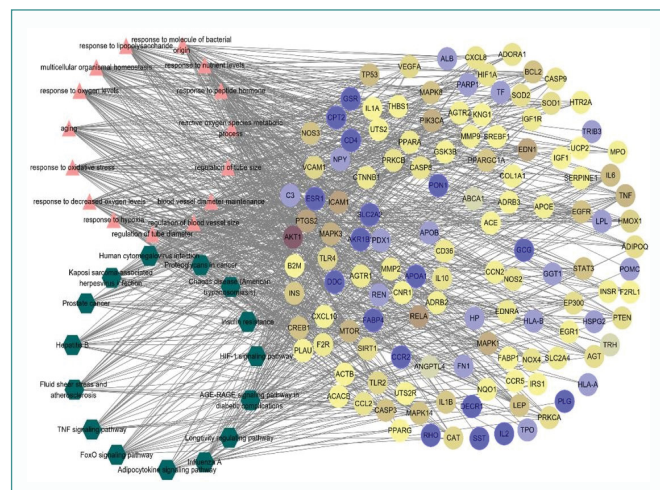 response to lipopolysaccharide
response to molecule of bacterial
origin
multicellular organismal homeostasis
response to nutrient levels
response to oxygen levels
response to peptide hormone
aging
reactive oxygen species metabolic
process
response to oxidative stress
regulation of tube size
response to decreased oxygen levels
blood vessel diameter maintenance
response to hypoxia
regulation of blood vessel size
regulation of tube diameter
Human cytomegalovirus infection
Kaposi sarcoma-associated
herpesvirus infection
Proteoglycans in cancer
Chagas disease (American
trypanosomiasis)
Prostate cancer
Insulin resistance
Hepatitis B
HIF-1 signaling pathway
Fluid shear stress and
atherosclerosis
AGE-RAGE signaling pathway in
diabetic complications
TNF signaling pathway
Longevity regulating pathway
FoxO signaling pathway
Influenza A
Adipocytokine signaling pathway
ALB
CXCL8
ADORA1
TP53
VEGFA
PARP1
HIF1A
BCL2
CASP9
GSR
IL1A
THBS1
MAPK8
TF
SOD2
SOD1
HTR2A
CPT2
AGTR2
KNG1
IGF1R
NOS3
CD4
UTS2
PIK3CA
TRIB3
NPY
PPARA
MMP9
SREBF1
EDN1
UCP2
MPO
VCAM1
PRKCB
GSK3B
PPARGC1A
IGF1
CTNNB1
CASP8
COL1A1
SERPINE1
IL6
C3
ESR1
ICAM1
PON1
ABCA1
ADRB3
APOE
TNF
PTGS2
SLC2A2
ACE
EGFR
LPL
HMOX1
AKT1
MAPK3
AKR1B
PDX1
APOB
ADIPOQ
B2M
TLR4
CD36
GCG
AGTR1
MMP2
CCN2
NOS2
GGT1
STAT3
POMC
INS
DDC
REN
CNR1
APOA1
IL10
INSR
F2RL1
FABP4
ADRB2
EDNRA
EP300
CXCL10
HP
HLA-B
HSPG2
PTEN
CREB1
F2R
MTOR
RELA
EGR1
TRH
PLAU
SIRT1
CCR2
MAPK1
FABP1
NOX4
SLC2A4
AGT
ANGPTL4
FN1
ACTB
TLR2
CCR5
IRS1
HLA-A
ACACB
UTS2R
NQO1
CCL2
IL1B
DECR1
LEP
PLG
CASP3
MAPK14
PRKCA
PPARG
RHO
CAT
SST
IL2
TPO